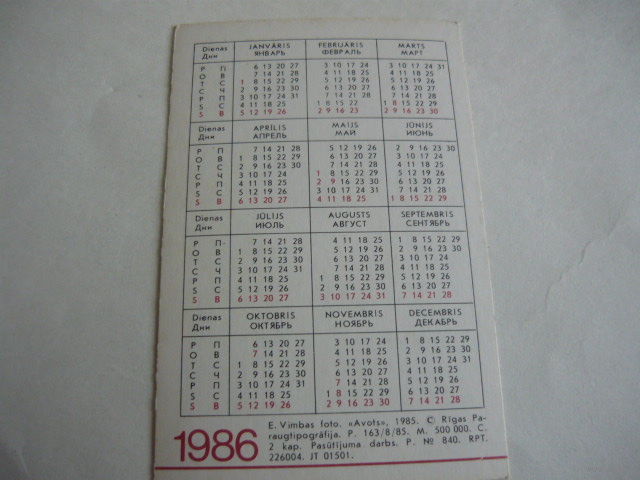 Dienas IANVĀRIS FEBRUĀRIS MARTS
Дни ЯНВАРЬ ФЕВРАЛЬ МАРТ
P П 6 13 20 27 3 10 17 24 3 10 17 24 31
O В 7 14 21 28 4 11 18 25 4 11 18 25
T С 1 8 15 22 29 5 12 19 26 5 12 19 26
C Ч 2 9 16 23 30 6 13 20 27 6 13 20 27
P П 3 10 17 24 31 7 14 21 28 7 14 21 28
S С 4 11 18 25 1 8 15 22 1 8 15 22 29
S В 5 12 19 26 2 9 16 23 2 9 16 23 30
Dienas APRĪLIS MAIJS JŪNIJS
Дни АПРЕЛЬ МАЙ ИЮНЬ
P П 7 14 21 28 5 12 19 26 2 9 16 23 30
O В 1 8 15 22 29 6 13 20 27 3 10 17 24
T С 2 9 16 23 30 7 14 21 28 4 11 18 25
C Ч 3 10 17 24 1 8 15 22 29 5 12 19 26
P П 4 11 18 25 2 9 16 23 30 6 13 20 27
S С 5 12 19 26 3 10 17 24 31 7 14 21 28
S В 6 13 20 27 4 11 18 25 1 8 15 22 29
Dienas JŪLIJS AUGUSTS SEPTEMBRIS
Дни ИЮЛЬ АВГУСТ СЕНТЯБРЬ
P П 7 14 21 28 4 11 18 25 1 8 15 22 29
O В 1 8 15 22 29 5 12 19 26 2 9 16 23 30
T С 2 9 16 23 30 6 13 20 27 3 10 17 24
C Ч 3 10 17 24 31 7 14 21 28 4 11 18 25
P П 4 11 18 25 1 8 15 22 29 5 12 19 26
S С 5 12 19 26 2 9 16 23 30 6 13 20 27
S В 6 13 20 27 3 10 17 24 31 7 14 21 28
Dienas OKTOBRIS NOVEMBRIS DECEMBRIS
Дни ОКТЯБРЬ НОЯБРЬ ДЕКАБРЬ
P П 6 13 20 27 3 10 17 24 1 8 15 22 29
O В 7 14 21 28 4 11 18 25 2 9 16 23 30
T С 1 8 15 22 29 5 12 19 26 3 10 17 24 31
C Ч 2 9 16 23 30 6 13 20 27 4 11 18 25
P П 3 10 17 24 31 7 14 21 28 5 12 19 26
S С 4 11 18 25 1 8 15 22 29 6 13 20 27
S В 5 12 19 26 2 9 16 23 30 7 14 21 28
1986
E. Vimbas foto. «Avots», 1985. © Rīgas Pa-
raugtipogrāfija. P. 163/8/85. M. 500 000. C.
2 kap. Pasūtījuma darbs. P. № 840. RPT.
226004. JT 01501.